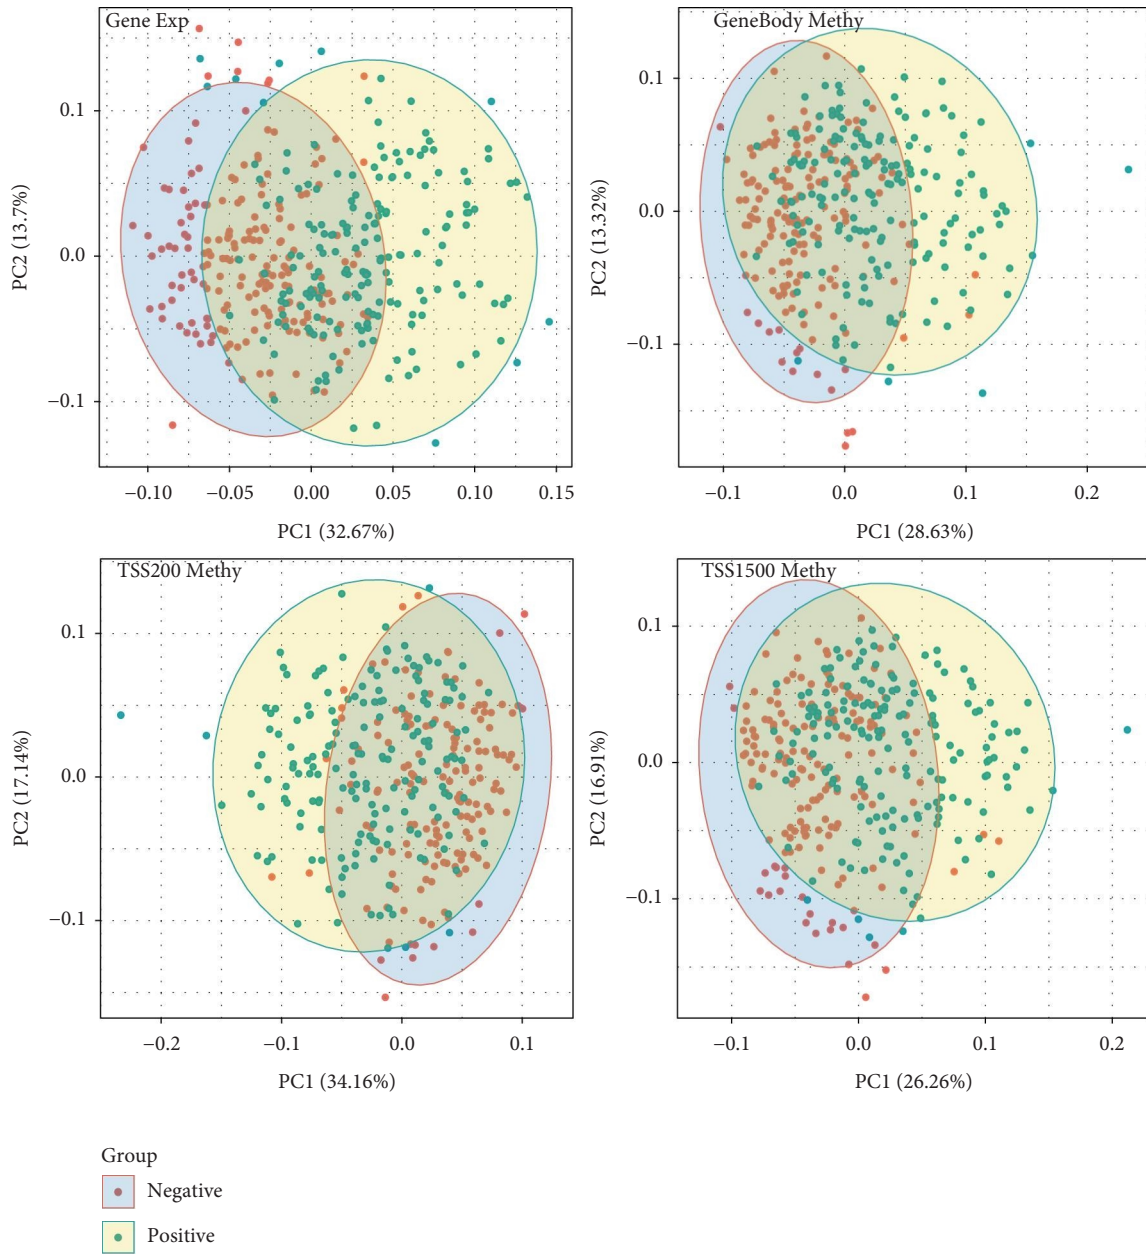 Gene Exp
0.1
0.0
−0.1
PC2 (13.7%)
−0.10 −0.05 0.00 0.05 0.10 0.15
PC1 (32.67%)
GeneBody Methy
0.1
0.0
−0.1
PC2 (13.32%)
−0.1 0.0 0.1 0.2
PC1 (28.63%)
TSS200 Methy
0.1
0.0
−0.1
PC2 (17.14%)
−0.2 −0.1 0.0 0.1
PC1 (34.16%)
TSS1500 Methy
0.1
0.0
−0.1
PC2 (16.91%)
−0.1 0.0 0.1 0.2
PC1 (26.26%)
Group
Negative
Positive